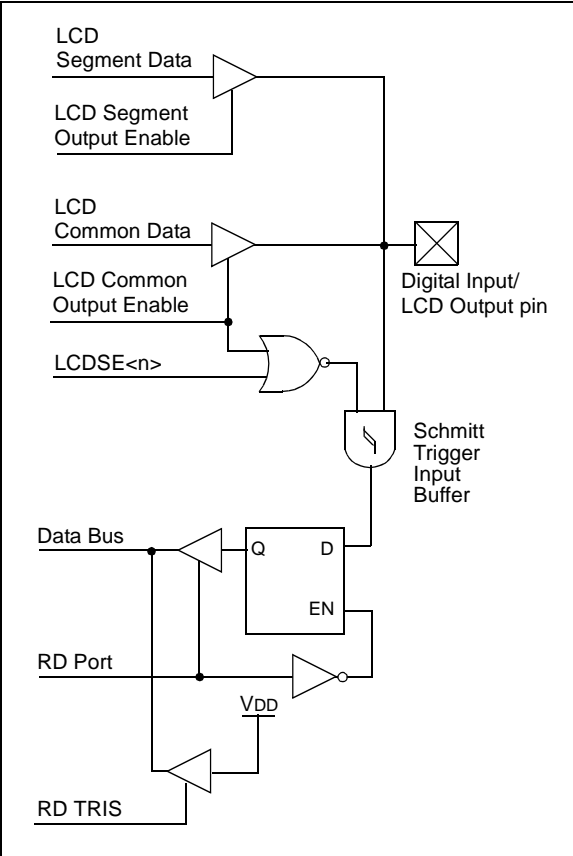 LCD
Segment Data
LCD Segment
Output Enable
LCD
Common Data
LCD Common
Output Enable
Digital Input/
LCD Output pin
LCDSE<n>
Schmitt
Trigger
Input
Buffer
Data Bus
Q
D
EN
RD Port
VDD
RD TRIS